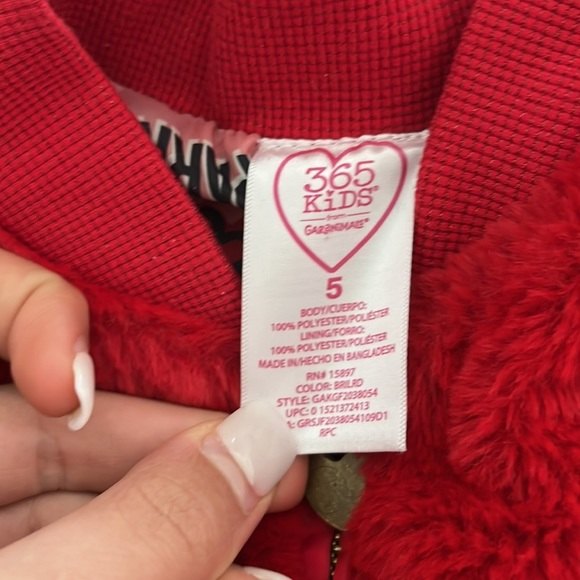 365
KiDS®
from
GARANIMALS®
5
BODY/CUERPO:
100% POLYESTER/POLIÉSTER
LINING/FORRO:
100% POLYESTER/POLIÉSTER
MADE IN/HECHO EN BANGLADESH
RN# 15897
COLOR: BRILRD
STYLE: GAKGF2038054
UPC: 0 1521372413
A: GRSJF2038054109D1
RPC